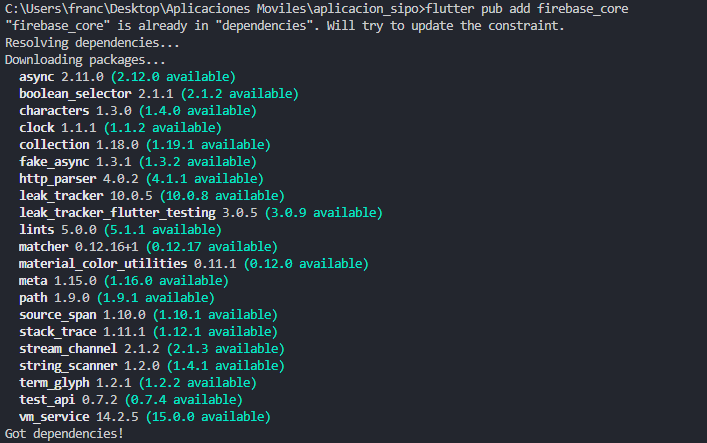 C:\Users\franc\Desktop\Aplicaciones Moviles\aplicacion_sipo>flutter pub add firebase_core
"firebase_core" is already in "dependencies". Will try to update the constraint.
Resolving dependencies...
Downloading packages...
  async 2.11.0 (2.12.0 available)
  boolean_selector 2.1.1 (2.1.2 available)
  characters 1.3.0 (1.4.0 available)
  clock 1.1.1 (1.1.2 available)
  collection 1.18.0 (1.19.1 available)
  fake_async 1.3.1 (1.3.2 available)
  http_parser 4.0.2 (4.1.1 available)
  leak_tracker 10.0.5 (10.0.8 available)
  leak_tracker_flutter_testing 3.0.5 (3.0.9 available)
  lints 5.0.0 (5.1.1 available)
  matcher 0.12.16+1 (0.12.17 available)
  material_color_utilities 0.11.1 (0.12.0 available)
  meta 1.15.0 (1.16.0 available)
  path 1.9.0 (1.9.1 available)
  source_span 1.10.0 (1.10.1 available)
  stack_trace 1.11.1 (1.12.1 available)
  stream_channel 2.1.2 (2.1.3 available)
  string_scanner 1.2.0 (1.4.1 available)
  term_glyph 1.2.1 (1.2.2 available)
  test_api 0.7.2 (0.7.4 available)
  vm_service 14.2.5 (15.0.0 available)
Got dependencies!